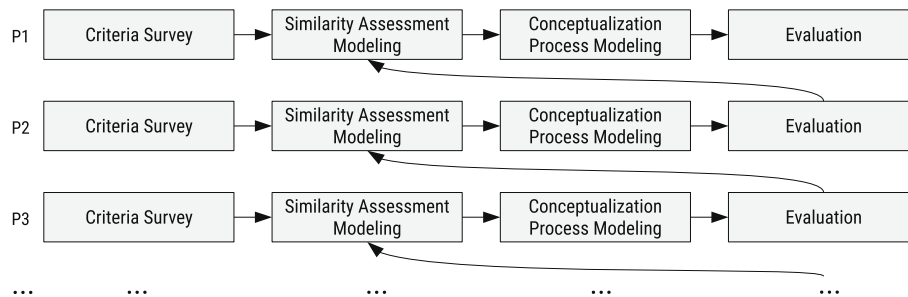 P1
Criteria Survey
Similarity Assessment
Modeling
Conceptualization
Process Modeling
Evaluation
P2
Criteria Survey
Similarity Assessment
Modeling
Conceptualization
Process Modeling
Evaluation
P3
Criteria Survey
Similarity Assessment
Modeling
Conceptualization
Process Modeling
Evaluation
... ... ... ... ...